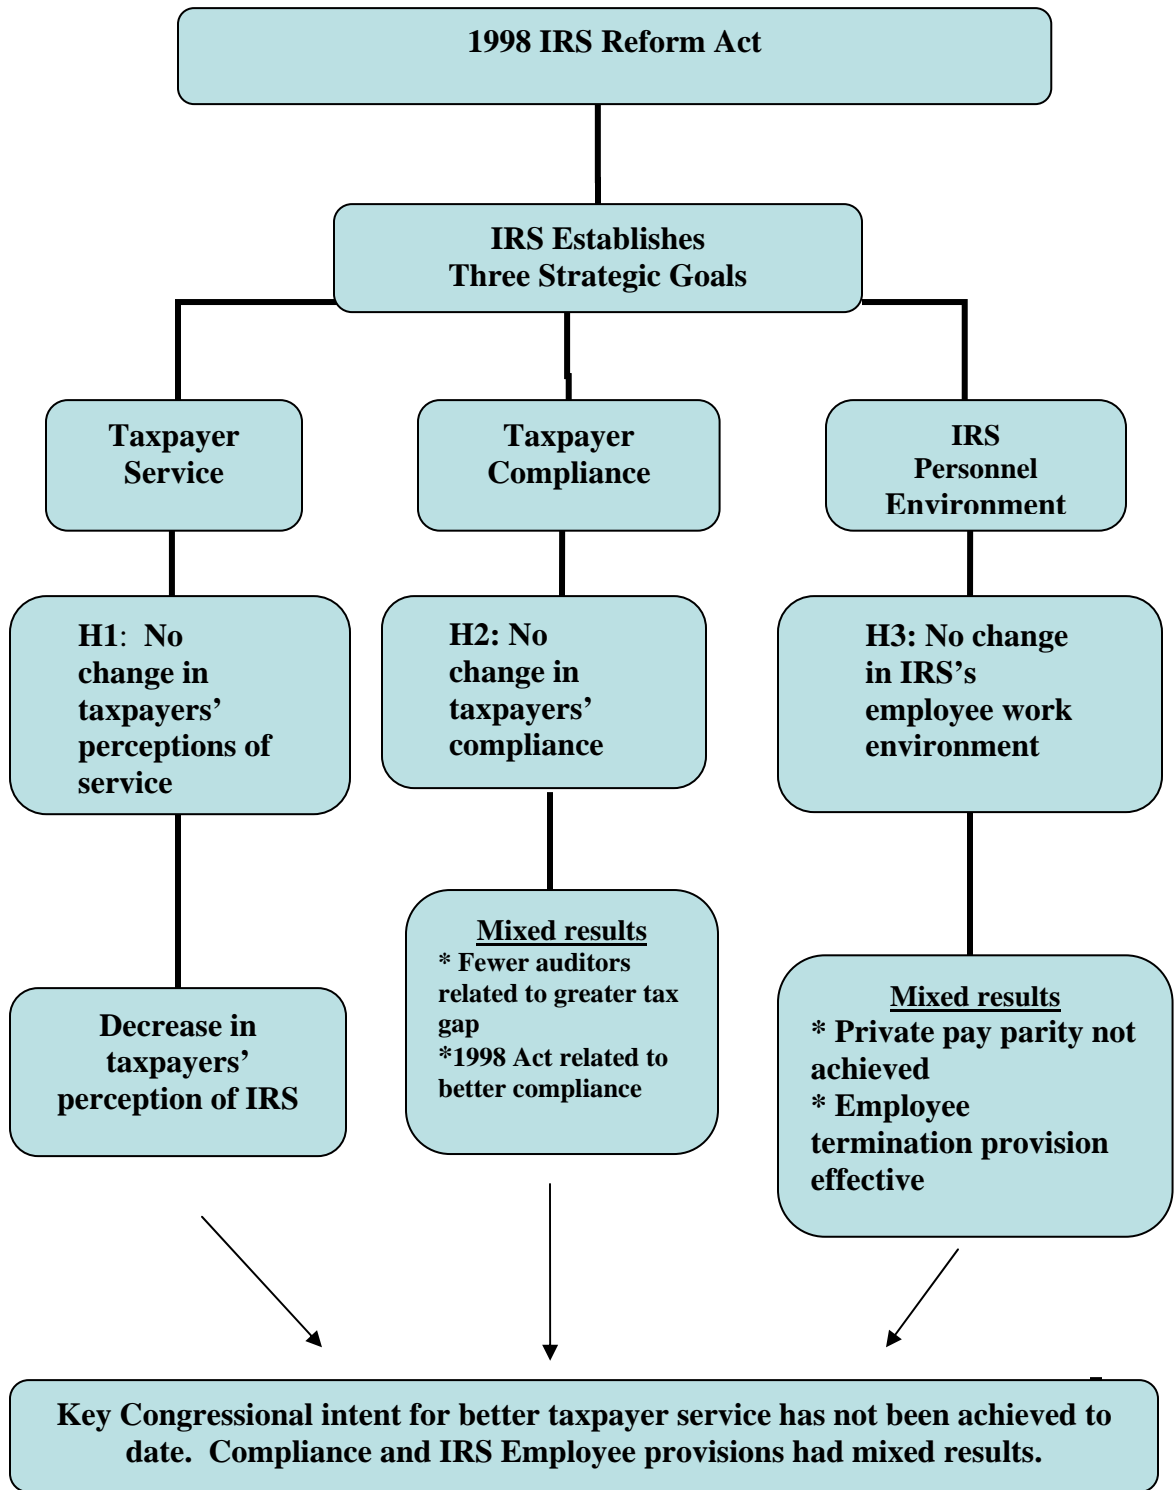 1998 IRS Reform Act
IRS Establishes
Three Strategic Goals
Taxpayer
Service
Taxpayer
Compliance
IRS
Personnel
Environment
H1:  No
change in
taxpayers’
perceptions of
service
H2: No
change in
taxpayers’
compliance
H3: No change
in IRS’s
employee work
environment
Decrease in
taxpayers’
perception of IRS
Mixed results
* Fewer auditors
related to greater tax
gap
*1998 Act related to
better compliance
Mixed results
* Private pay parity not
achieved
* Employee
termination provision
effective
Key Congressional intent for better taxpayer service has not been achieved to
date.  Compliance and IRS Employee provisions had mixed results.